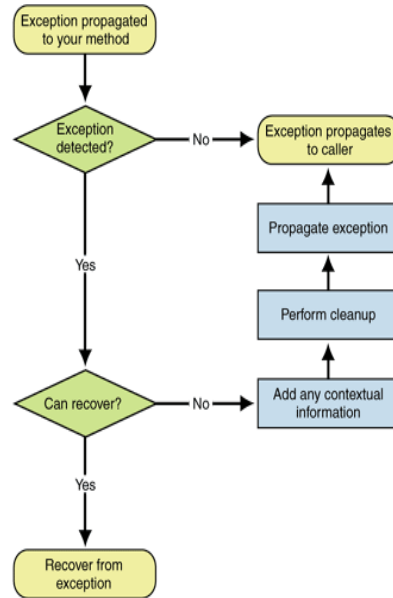 Exception propagated
to your method
Exception
detected?
No
Exception propagates
to caller
Propagate exception
Yes
Perform cleanup
Can recover?
No
Add any contextual
information
Yes
Recover from
exception